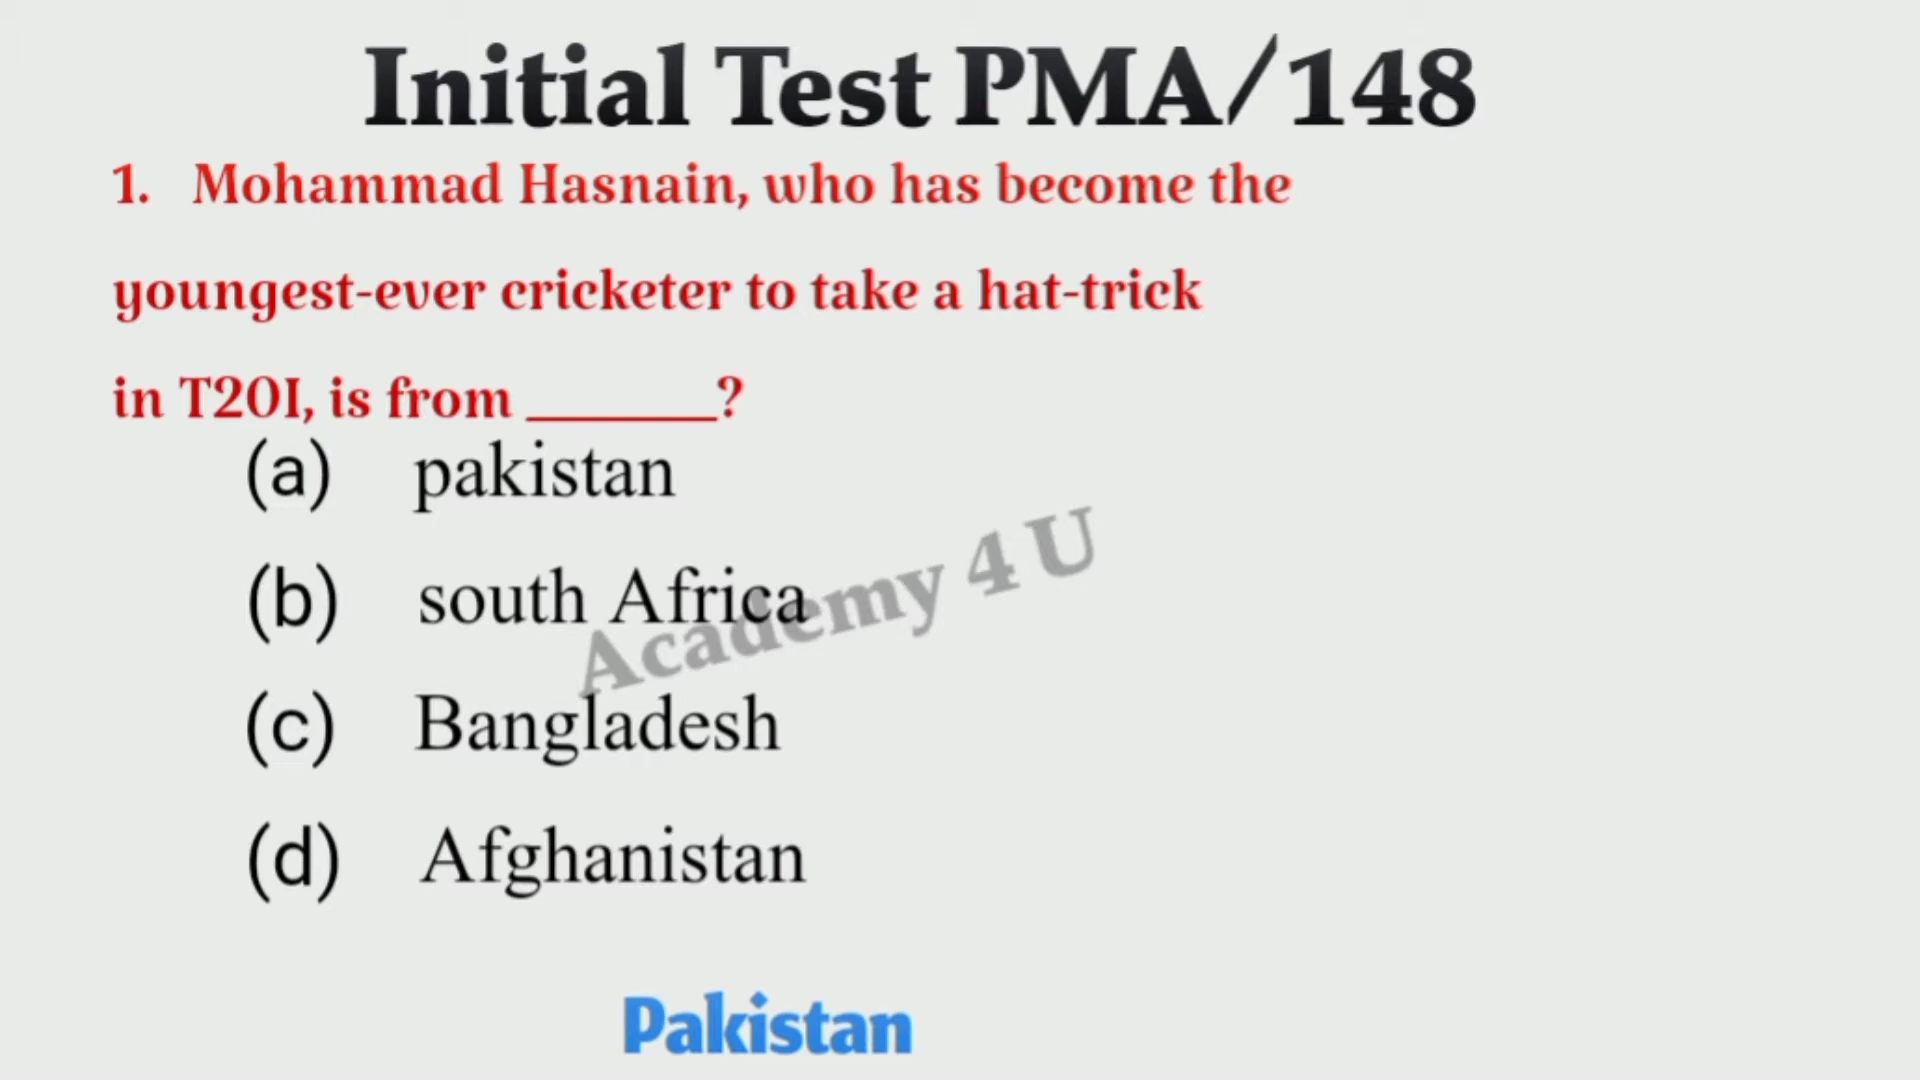 Initial Test PMA/148
1. Mohammad Hasnain, who has become the
youngest-ever cricketer to take a hat-trick
in T20I, is from ______?
(a) pakistan
(b) south Africa
(c) Bangladesh
(d) Afghanistan
Academy 4 U
Pakistan